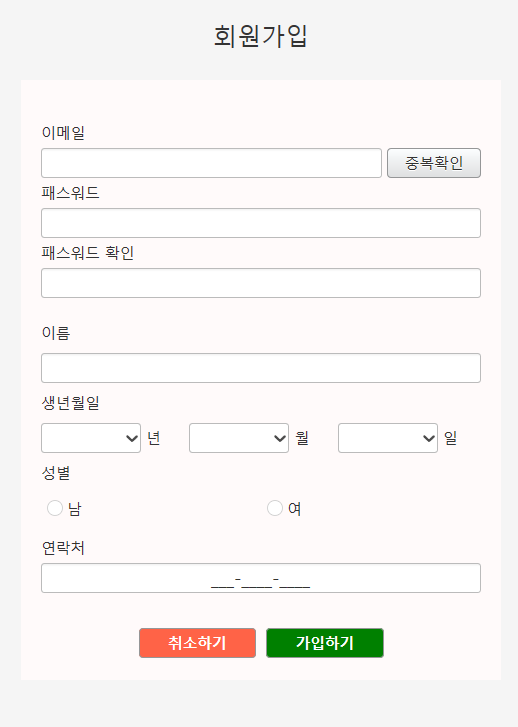 회원가입
이메일
중복확인
패스워드
패스워드 확인
이름
생년월일
년 월 일
성별
남 여
연락처
___-____-____
취소하기 가입하기